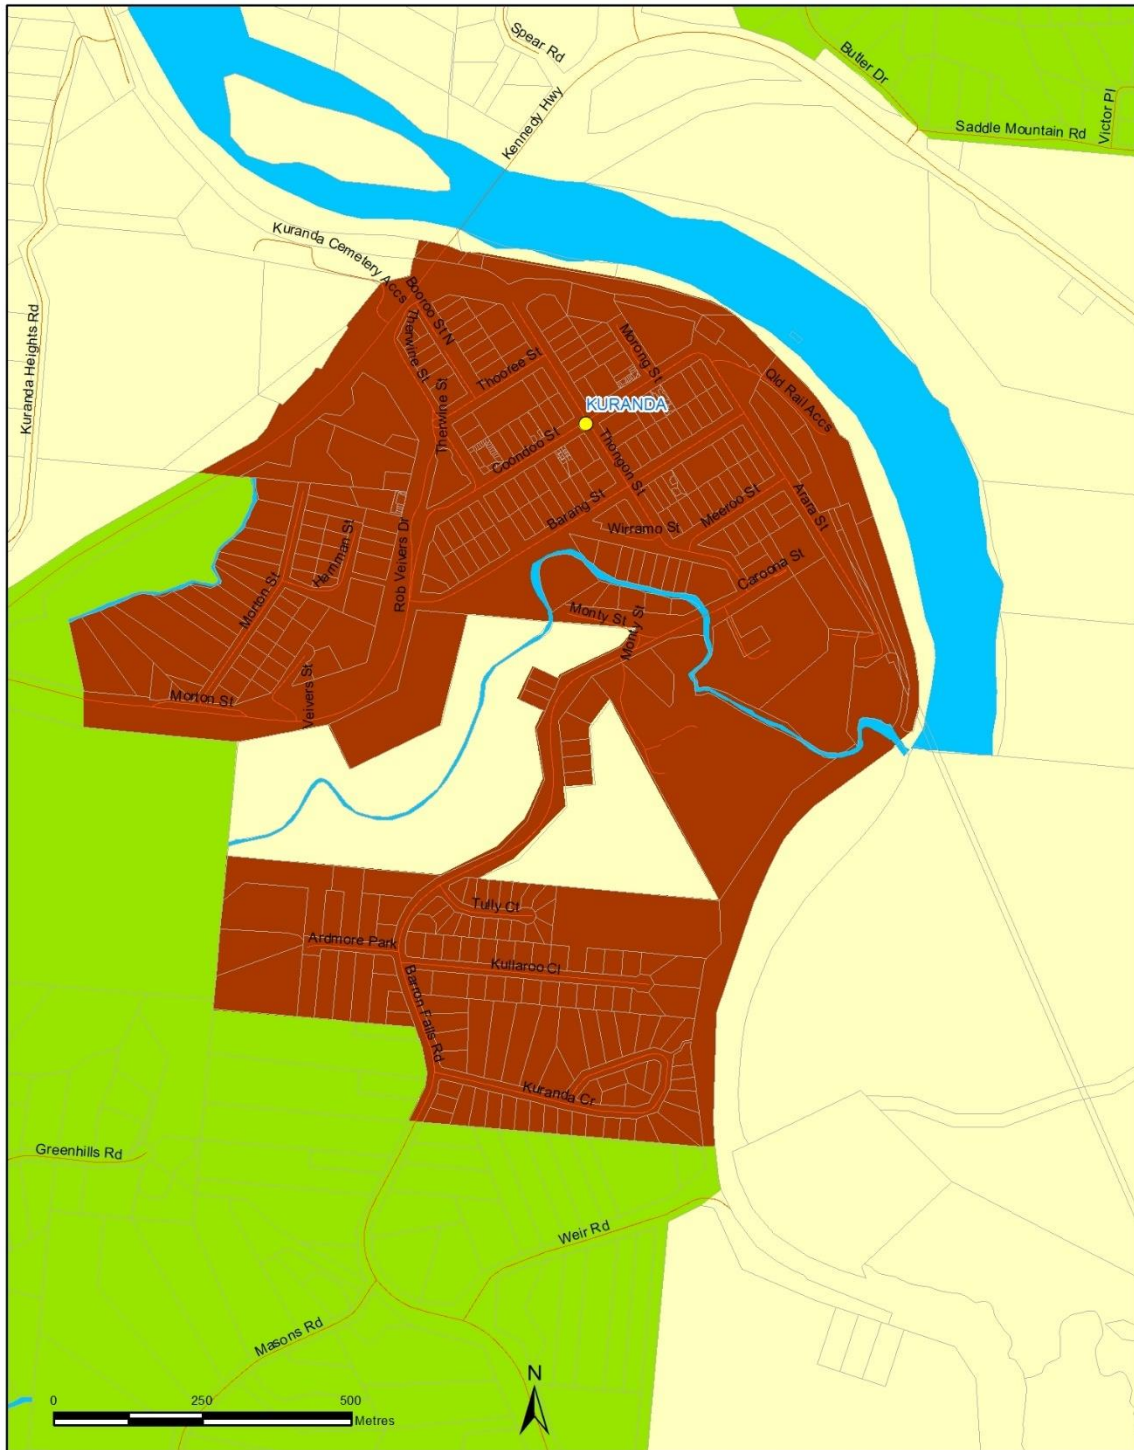 Spear Rd
Butler Dr
Victor Pl
Saddle Mountain Rd
Kennedy Hwy
Kuranda Cemetery Accs
Kuranda Heights Rd
Booroo St N
Therwine St
Morong St
Thooree St
Qld Rail Accs
KURANDA
Therwine St
Coondoo St
Thongon St
Meeroo St
Arara St
Barang St
Wirramo St
Harriman St
Rob Veivers Dr
Caroona St
Morton St
Monty St
Monty St
Morton St
Veivers St
Tully Ct
Ardmore Park
Kullaroo Cl
Barron Falls Rd
Kuranda Cr
Greenhills Rd
Weir Rd
Masons Rd
N
0 250 500
Metres